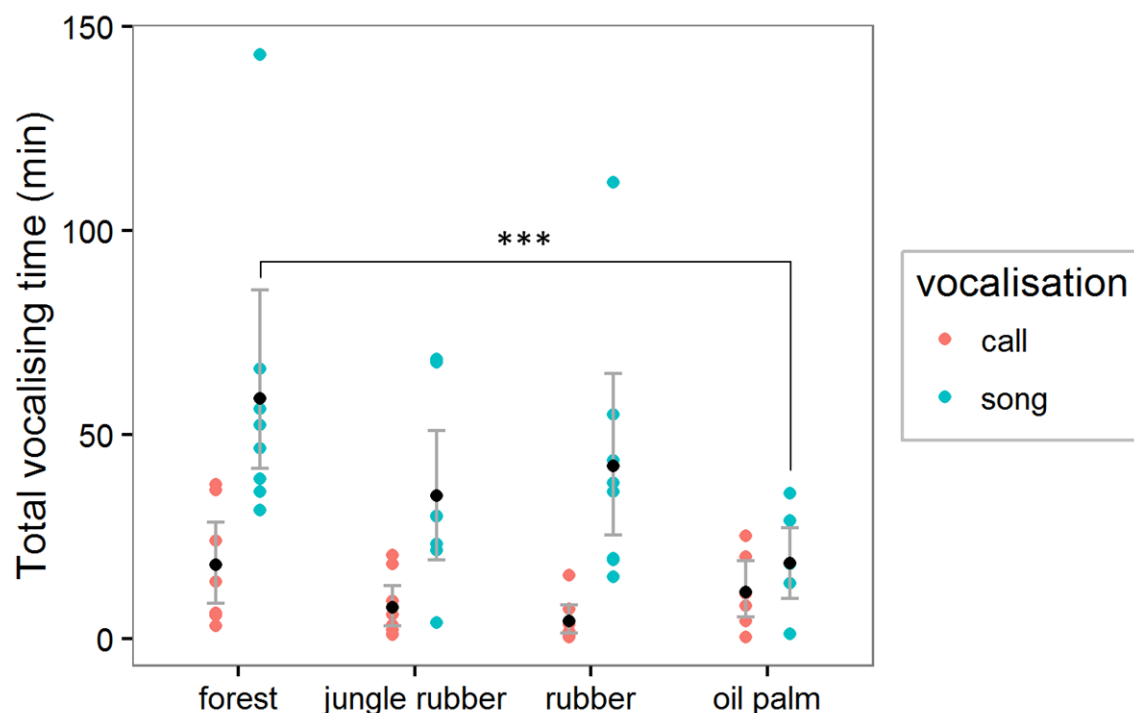 Total vocalising time (min)
150
100
50
0
***
forest
jungle rubber
rubber
oil palm
vocalisation
call
song